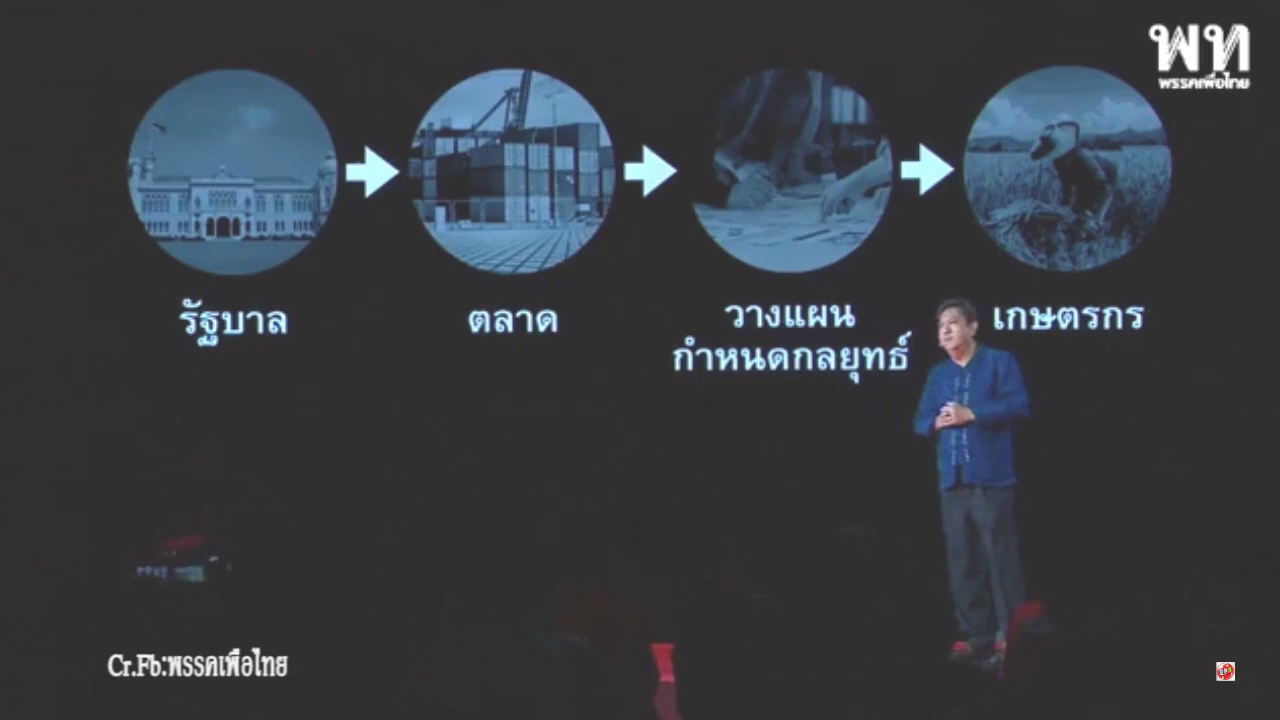 พท
พรรคเพื่อไทย
รัฐบาล
ตลาด
วางแผน
กำหนดกลยุทธ์
เกษตรกร
Cr.Fb:พรรคเพื่อไทย